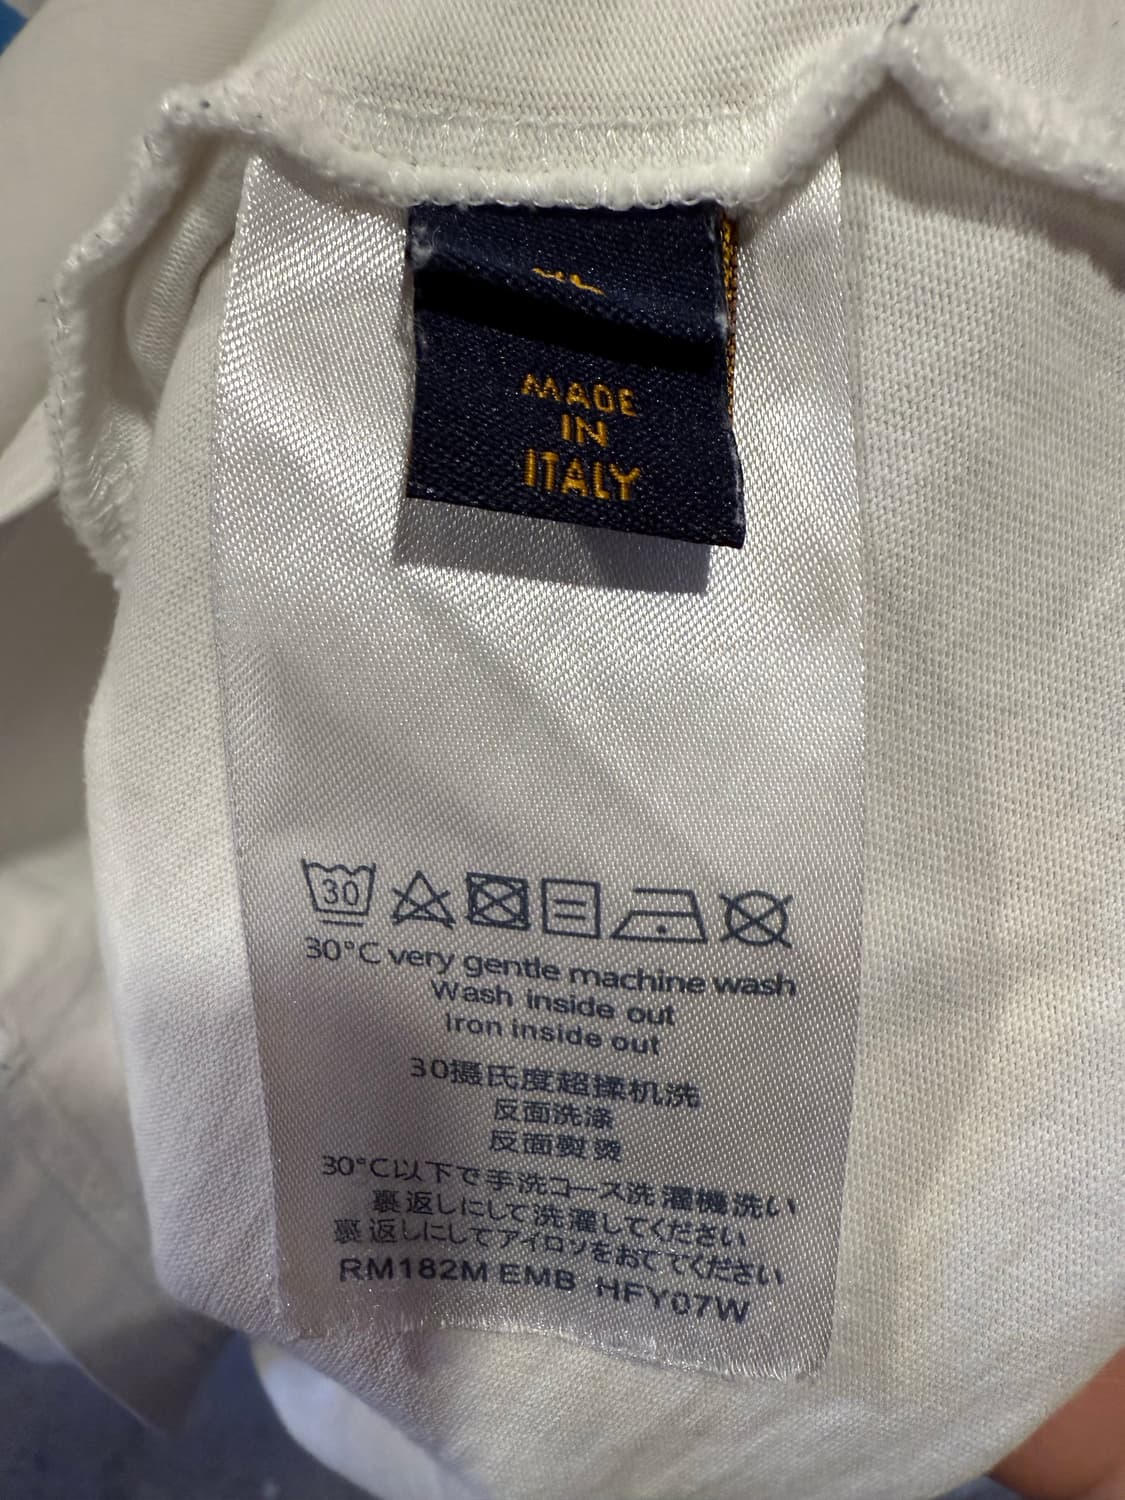 MADE
IN
ITALY
30
30°C very gentle machine wash
Wash inside out
Iron inside out
30摄氏度超揉机洗
反面洗涤
反面熨烫
30°C以下で手洗コース洗濯機洗い
裏返しにして洗濯してください
裏返しにしてアイロンをおててください
RM182M EMB HFY07W